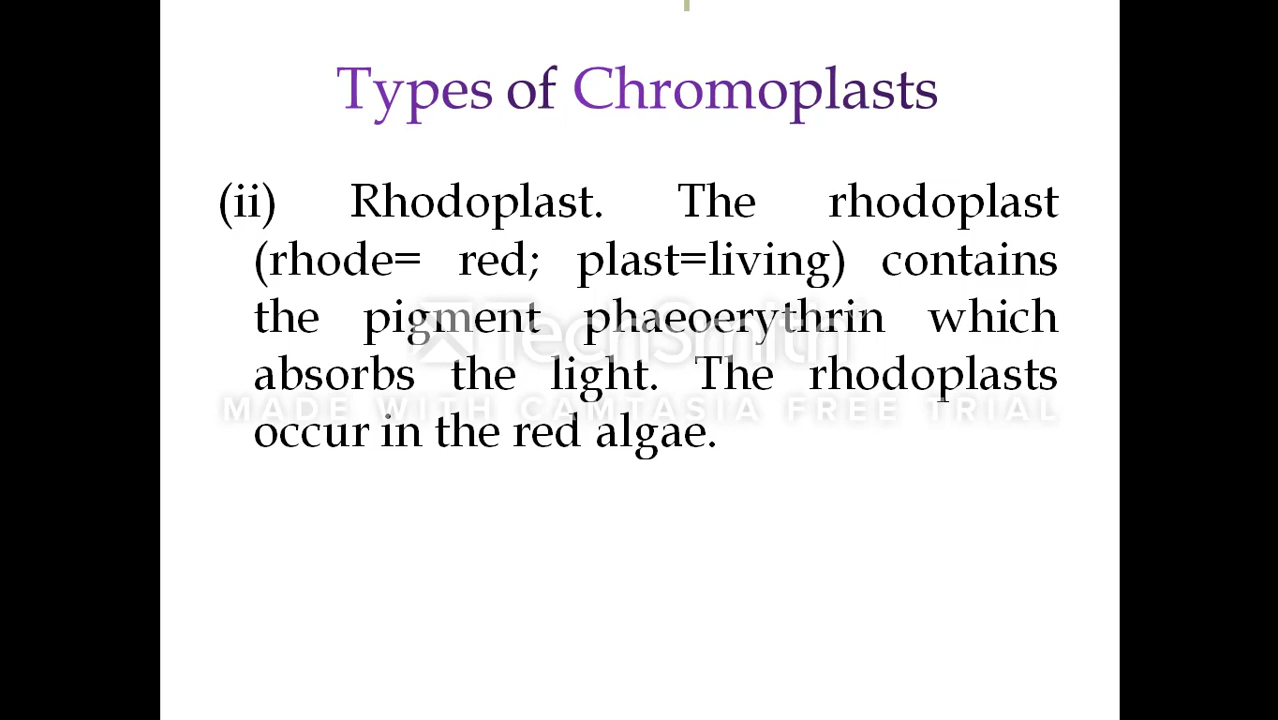 Types of Chromoplasts
(ii) Rhodoplast. The rhodoplast
(rhode= red; plast=living) contains
the pigment phaeoerythrin which
TechSmith
absorbs the light. The rhodoplasts
MADE WITH CAMTASIA FREE TRIAL
occur in the red algae.